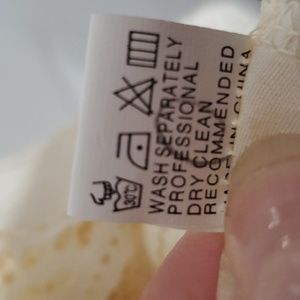 30℃
WASH SEPARATELY
PROFESSIONAL
DRY CLEAN
RECOMMENDED
MADE IN CHINA